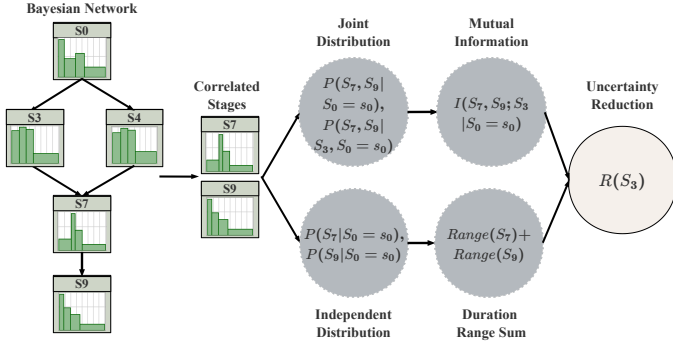 Bayesian Network
S0
S3
S4
S7
S9
Correlated
Stages
S7
S9
Joint
Distribution
P(S₇, S₉|
S₀ = s₀),
P(S₇, S₉|
S₃, S₀ = s₀)
Mutual
Information
I(S₇, S₉; S₃
|S₀ = s₀)
P(S₇|S₀ = s₀),
P(S₉|S₀ = s₀)
Independent
Distribution
Range(S₇)+
Range(S₉)
Duration
Range Sum
Uncertainty
Reduction
R(S₃)